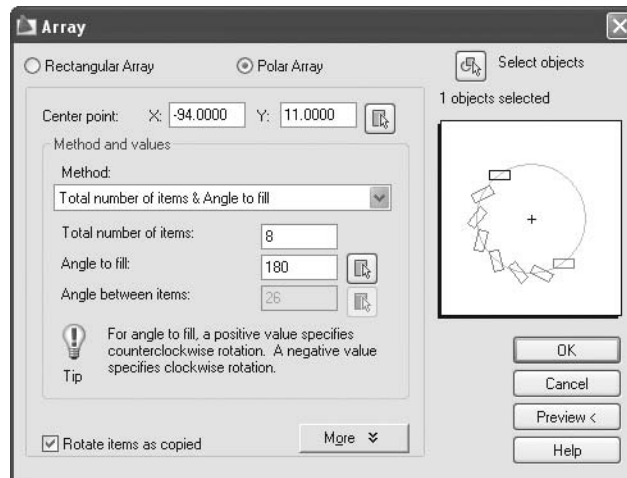 Array
Rectangular Array Polar Array Select objects
1 objects selected
Center point: X: -94.0000 Y: 11.0000
Method and values
Method:
Total number of items & Angle to fill
Total number of items: 8
Angle to fill: 180
Angle between items: 26
For angle to fill, a positive value specifies
counterclockwise rotation. A negative value
specifies clockwise rotation.
Tip
Rotate items as copied
More
OK
Cancel
Preview <
Help